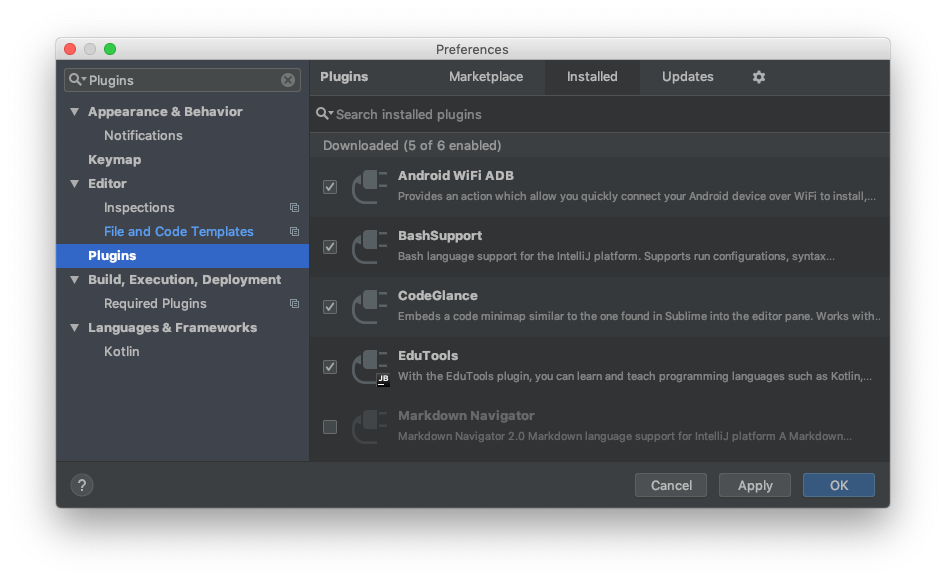 Preferences
Plugins
Appearance & Behavior
Notifications
Keymap
Editor
Inspections
File and Code Templates
Plugins
Build, Execution, Deployment
Required Plugins
Languages & Frameworks
Kotlin
Plugins Marketplace Installed Updates
Search installed plugins
Downloaded (5 of 6 enabled)
Android WiFi ADB
Provides an action which allow you quickly connect your Android device over WiFi to install,...
BashSupport
Bash language support for the IntelliJ platform. Supports run configurations, syntax...
CodeGlance
Embeds a code minimap similar to the one found in Sublime into the editor pane. Works with..
EduTools
JB
With the EduTools plugin, you can learn and teach programming languages such as Kotlin,...
Markdown Navigator
Markdown Navigator 2.0 Markdown language support for IntelliJ platform A Markdown...
? Cancel Apply OK